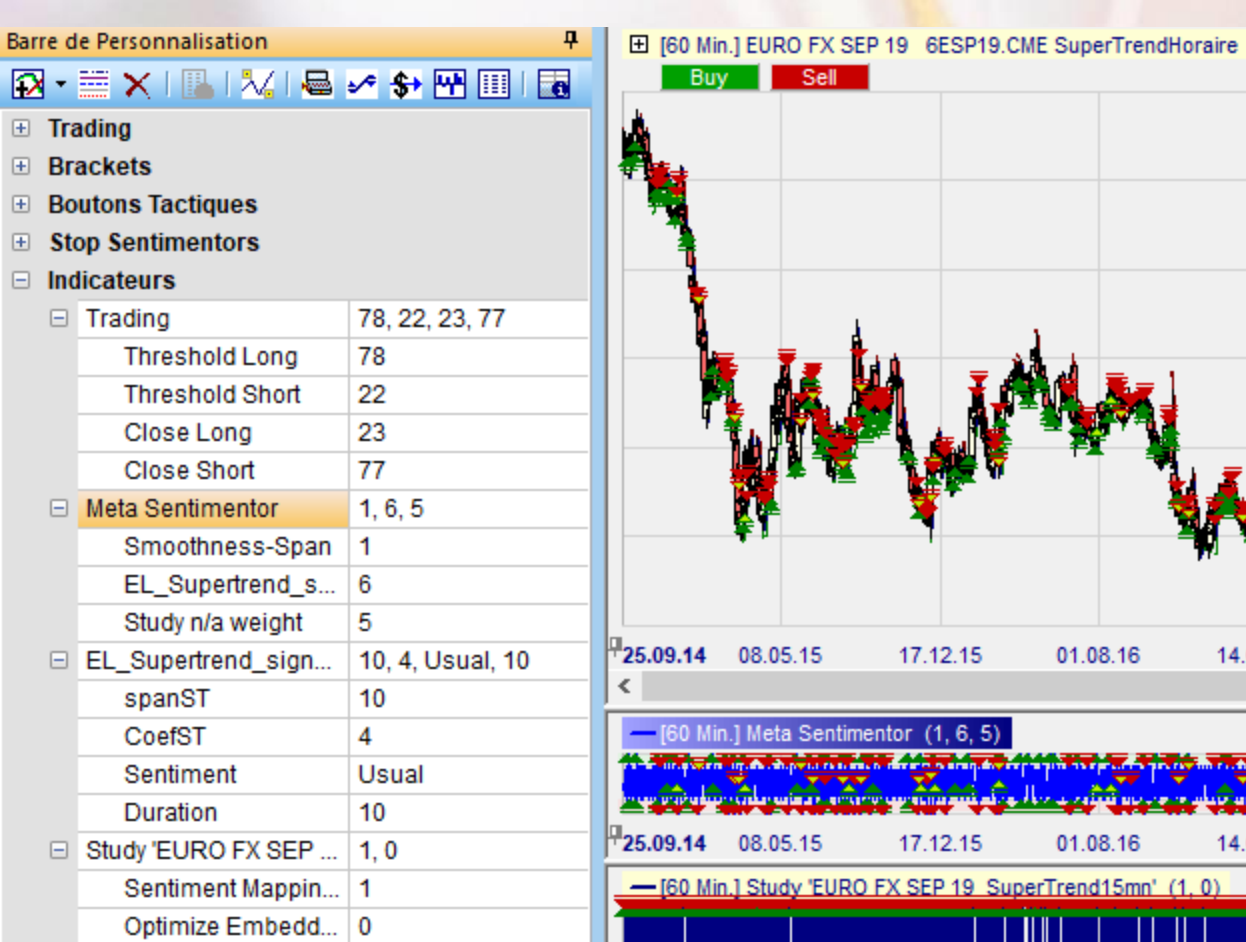 Barre de Personnalisation
Trading
Brackets
Boutons Tactiques
Stop Sentimentors
Indicateurs
Trading 78, 22, 23, 77
Threshold Long 78
Threshold Short 22
Close Long 23
Close Short 77
Meta Sentimentor 1, 6, 5
Smoothness-Span 1
EL_Supertrend_s... 6
Study n/a weight 5
EL_Supertrend_sign... 10, 4, Usual, 10
spanST 10
CoefST 4
Sentiment Usual
Duration 10
Study 'EURO FX SEP ... 1, 0
Sentiment Mappin... 1
Optimize Embedd... 0
[60 Min.] EURO FX SEP 19 6ESP19.CME SuperTrendHoraire
Buy Sell
25.09.14 08.05.15 17.12.15 01.08.16 14.
[60 Min.] Meta Sentimentor (1, 6, 5)
25.09.14 08.05.15 17.12.15 01.08.16 14.
[60 Min.] Study 'EURO FX SEP 19 SuperTrend15mn' (1, 0)